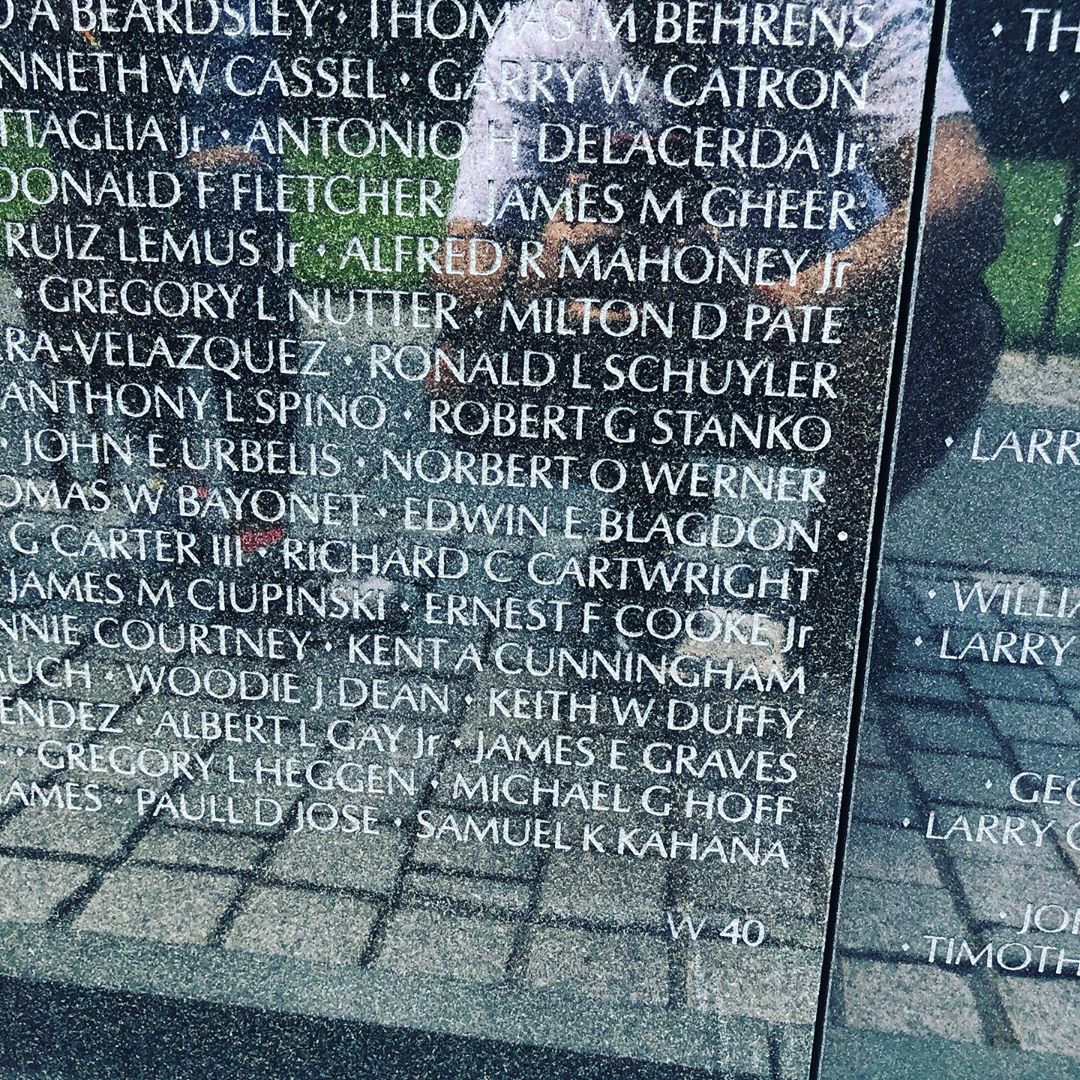 A BEARDSLEY · THOMAS M BEHRENS
NNETH W CASSEL · GARRY W CATRON
TTAGLIA Jr · ANTONIO H DELACERDA Jr
DONALD F FLETCHER · JAMES M GHEER
RUIZ LEMUS Jr · ALFRED R MAHONEY Jr
· GREGORY L NUTTER · MILTON D PATE
RA-VELAZQUEZ · RONALD L SCHUYLER
ANTHONY L SPINO · ROBERT G STANKO
· JOHN E URBELIS · NORBERT O WERNER
OMAS W BAYONET · EDWIN E BLAGDON ·
G CARTER III · RICHARD C CARTWRIGHT
JAMES M CIUPINSKI · ERNEST F COOKE Jr
NNIE COURTNEY · KENT A CUNNINGHAM
AUCH · WOODIE J DEAN · KEITH W DUFFY
ENDEZ · ALBERT L GAY Jr · JAMES E GRAVES
· GREGORY L HEGGEN · MICHAEL G HOFF
JAMES · PAULL D JOSE · SAMUEL K KAHANA
W 40
· TH
· LARR
· WILLIA
· LARRY
· GEO
· LARRY
· JO
· TIMOTH